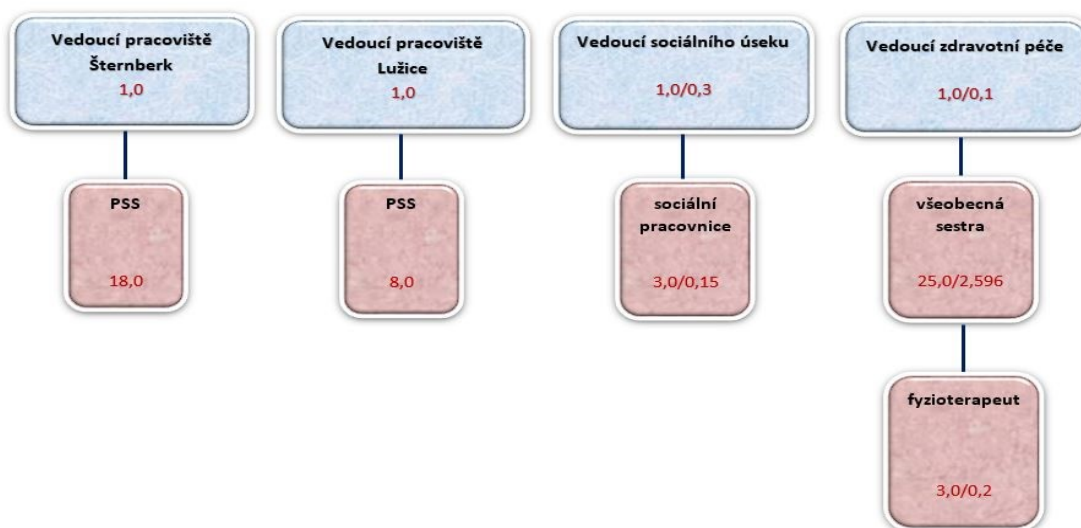 Vedoucí pracoviště
Šternberk
1,0
Vedoucí pracoviště
Lužice
1,0
Vedoucí sociálního úseku
1,0/0,3
Vedoucí zdravotní péče
1,0/0,1
PSS
18,0
PSS
8,0
sociální
pracovnice
3,0/0,15
všeobecná
sestra
25,0/2,596
fyzioterapeut
3,0/0,2